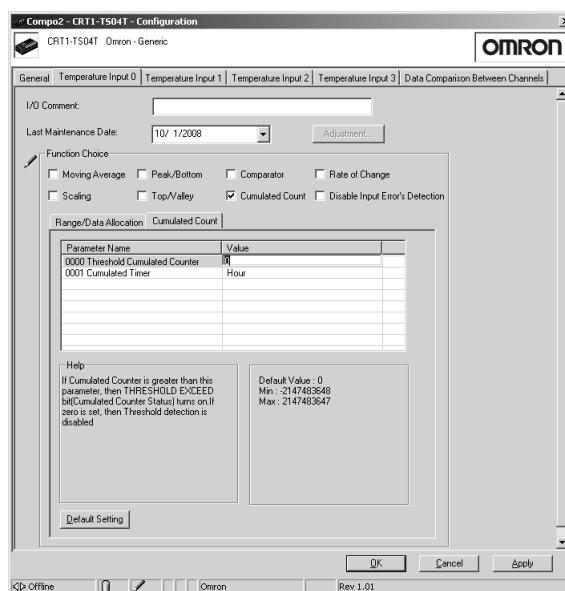 Compo2 - CRT1-TS04T - Configuration
CRT1-TS04T Omron - Generic
OMRON
General Temperature Input 0 Temperature Input 1 Temperature Input 2 Temperature Input 3 Data Comparison Between Channels
I/O Comment:
Last Maintenance Date: 10/ 1/2008 Adjustment...
Function Choice
Moving Average Peak/Bottom Comparator Rate of Change
Scaling Top/Valley Cumulated Count Disable Input Error's Detection
Range/Data Allocation Cumulated Count
Parameter Name Value
0000 Threshold Cumulated Counter 0
0001 Cumulated Timer Hour
Help
If Cumulated Counter is greater than this
parameter, then THRESHOLD EXCEED
bit(Cumulated Counter Status) turns on.If
zero is set, then Threshold detection is
disabled
Default Value : 0
Min : -2147483648
Max : 2147483647
Default Setting
OK Cancel Apply
Offline Omron Rev 1.01